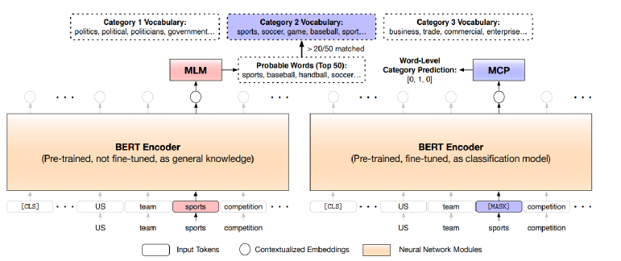 Category 1 Vocabulary:
politics, political, politicians, government...
Category 2 Vocabulary:
sports, soccer, game, baseball, sport...
Category 3 Vocabulary:
business, trade, commercial, enterprise...
> 20/50 matched
MLM
Probable Words (Top 50):
sports, baseball, handball, soccer...
Word-Level
Category Prediction:
[0, 1, 0]
MCP
BERT Encoder
(Pre-trained, not fine-tuned, as general knowledge)
BERT Encoder
(Pre-trained, fine-tuned, as classification model)
[CLS] ... US team sports competition ...
US team sports competition
[CLS] ... US team [MASK] competition ...
US team sports competition
Input Tokens
Contextualized Embeddings
Neural Network Modules